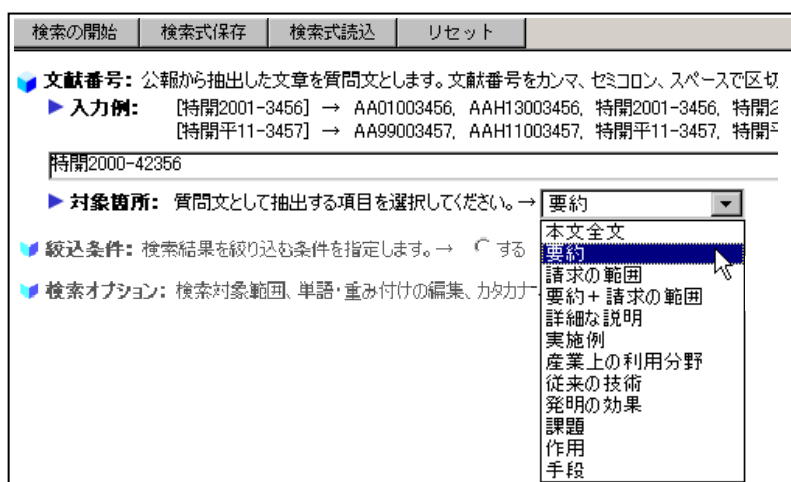 検索の開始 検索式保存 検索式読込 リセット
文献番号： 公報から抽出した文章を質問文とします。文献番号をカンマ、セミコロン、スペースで区切
入力例： [特開2001-3456] → AA01003456, AAH13003456, 特開2001-3456, 特開2
[特開平11-3457] → AA99003457, AAH11003457, 特開平11-3457, 特開平
特開2000-42356
対象箇所： 質問文として抽出する項目を選択してください。→ 要約
本文全文
絞込条件： 検索結果を絞り込む条件を指定します。→ する 要約
請求の範囲
検索オプション： 検索対象範囲、単語・重み付けの編集、カタカナ 要約＋請求の範囲
詳細な説明
実施例
産業上の利用分野
従来の技術
発明の効果
課題
作用
手段